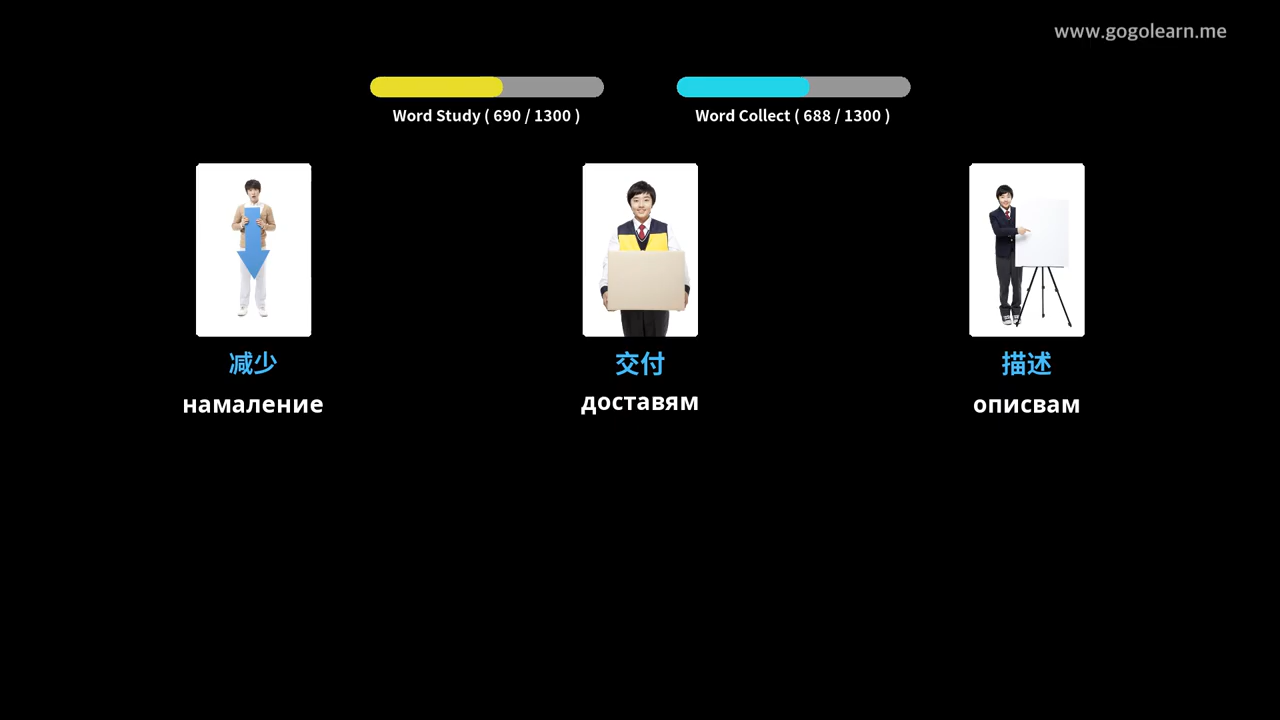 www.gogolearn.me
Word Study ( 690 / 1300 )
Word Collect ( 688 / 1300 )
减少
交付
描述
намаление
доставям
описвам